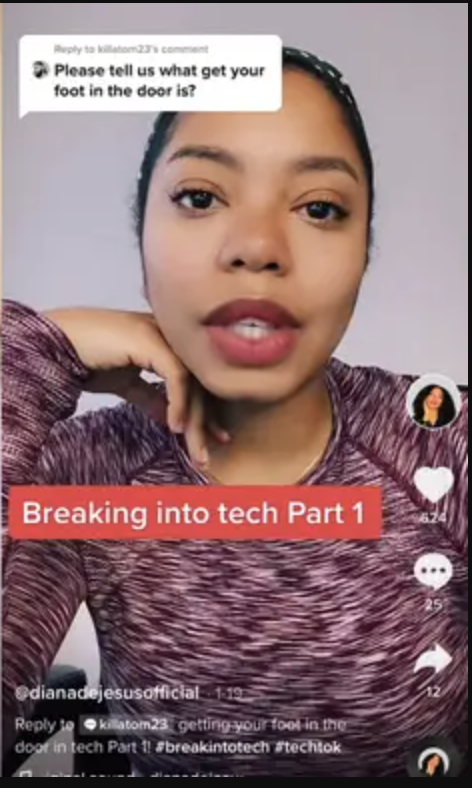 Reply to killatom23's comment
Please tell us what get your
foot in the door is?
Breaking into tech Part 1
624
25
12
@dianadejesusofficial · 1-19
Reply to killatom23 getting your foot in the
door in tech Part 1! #breakintotech #techtok